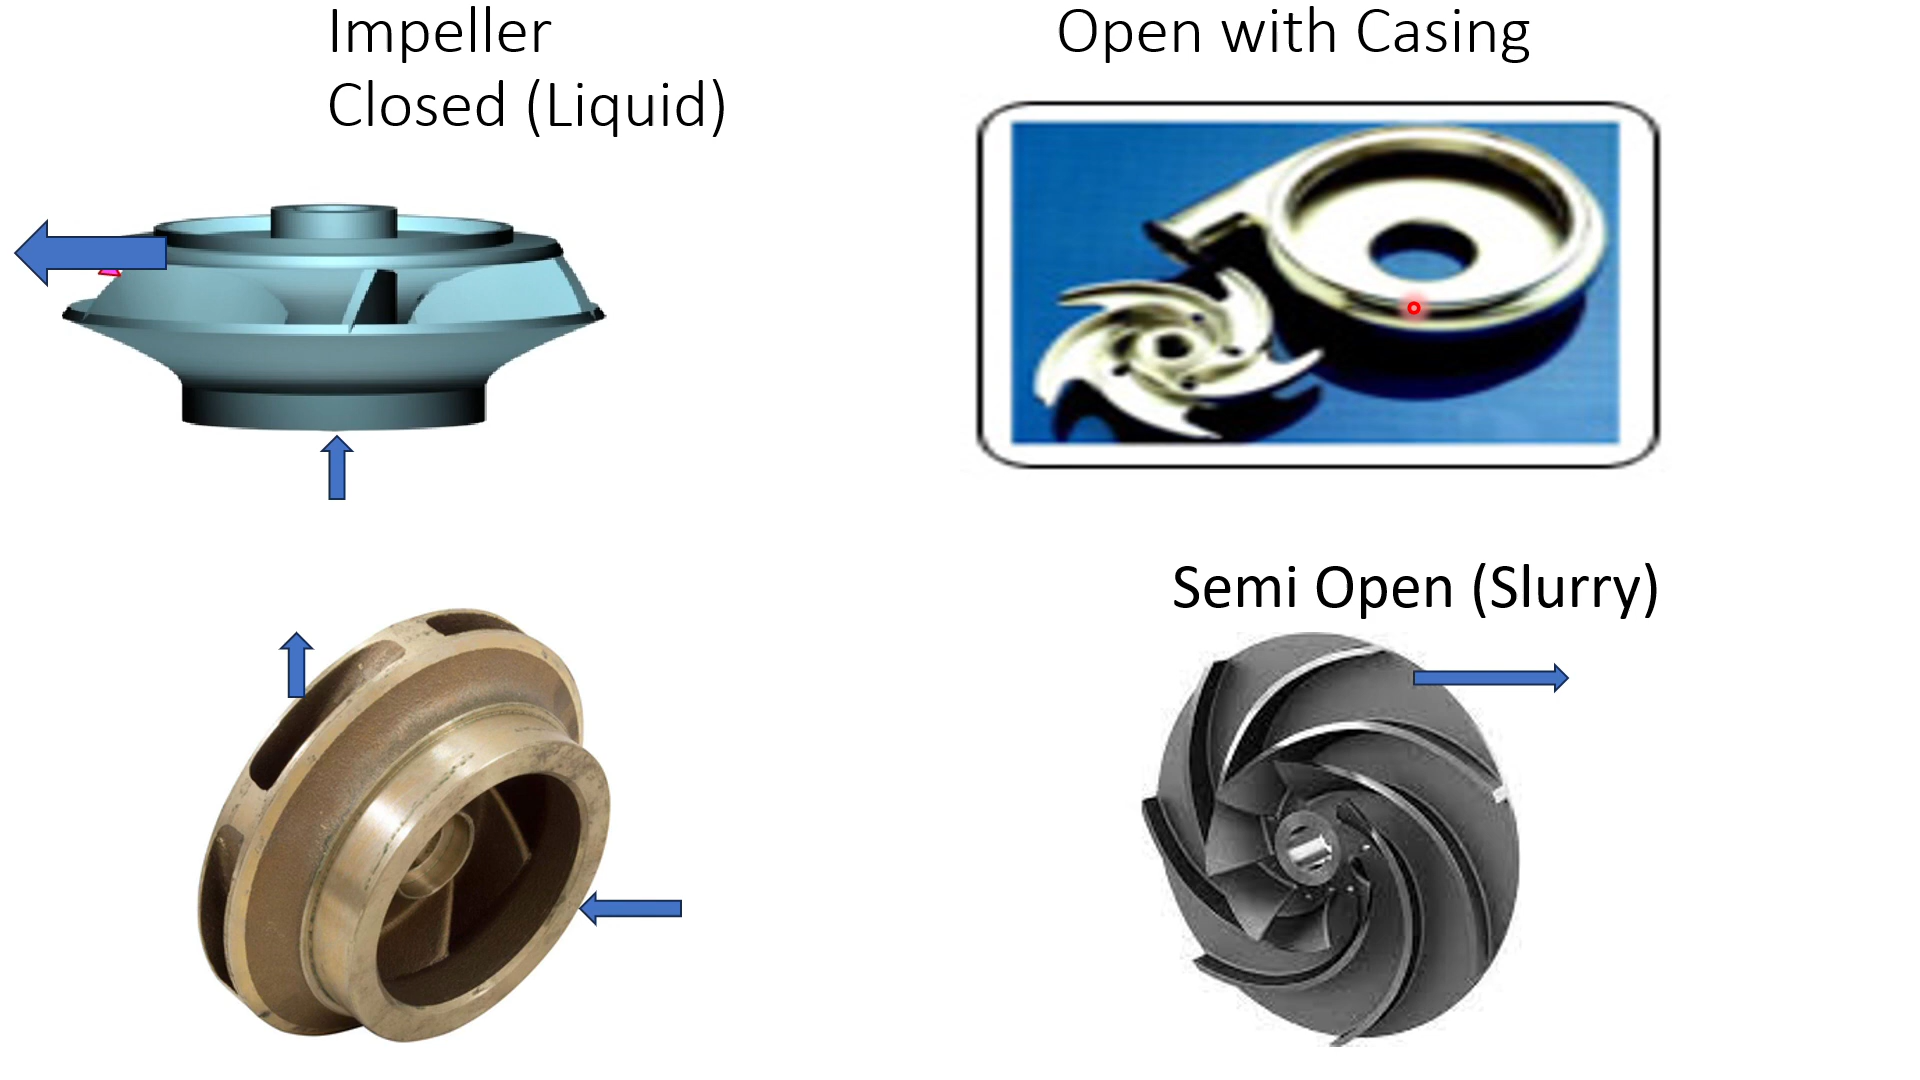 Impeller
Closed (Liquid)
Open with Casing
Semi Open (Slurry)